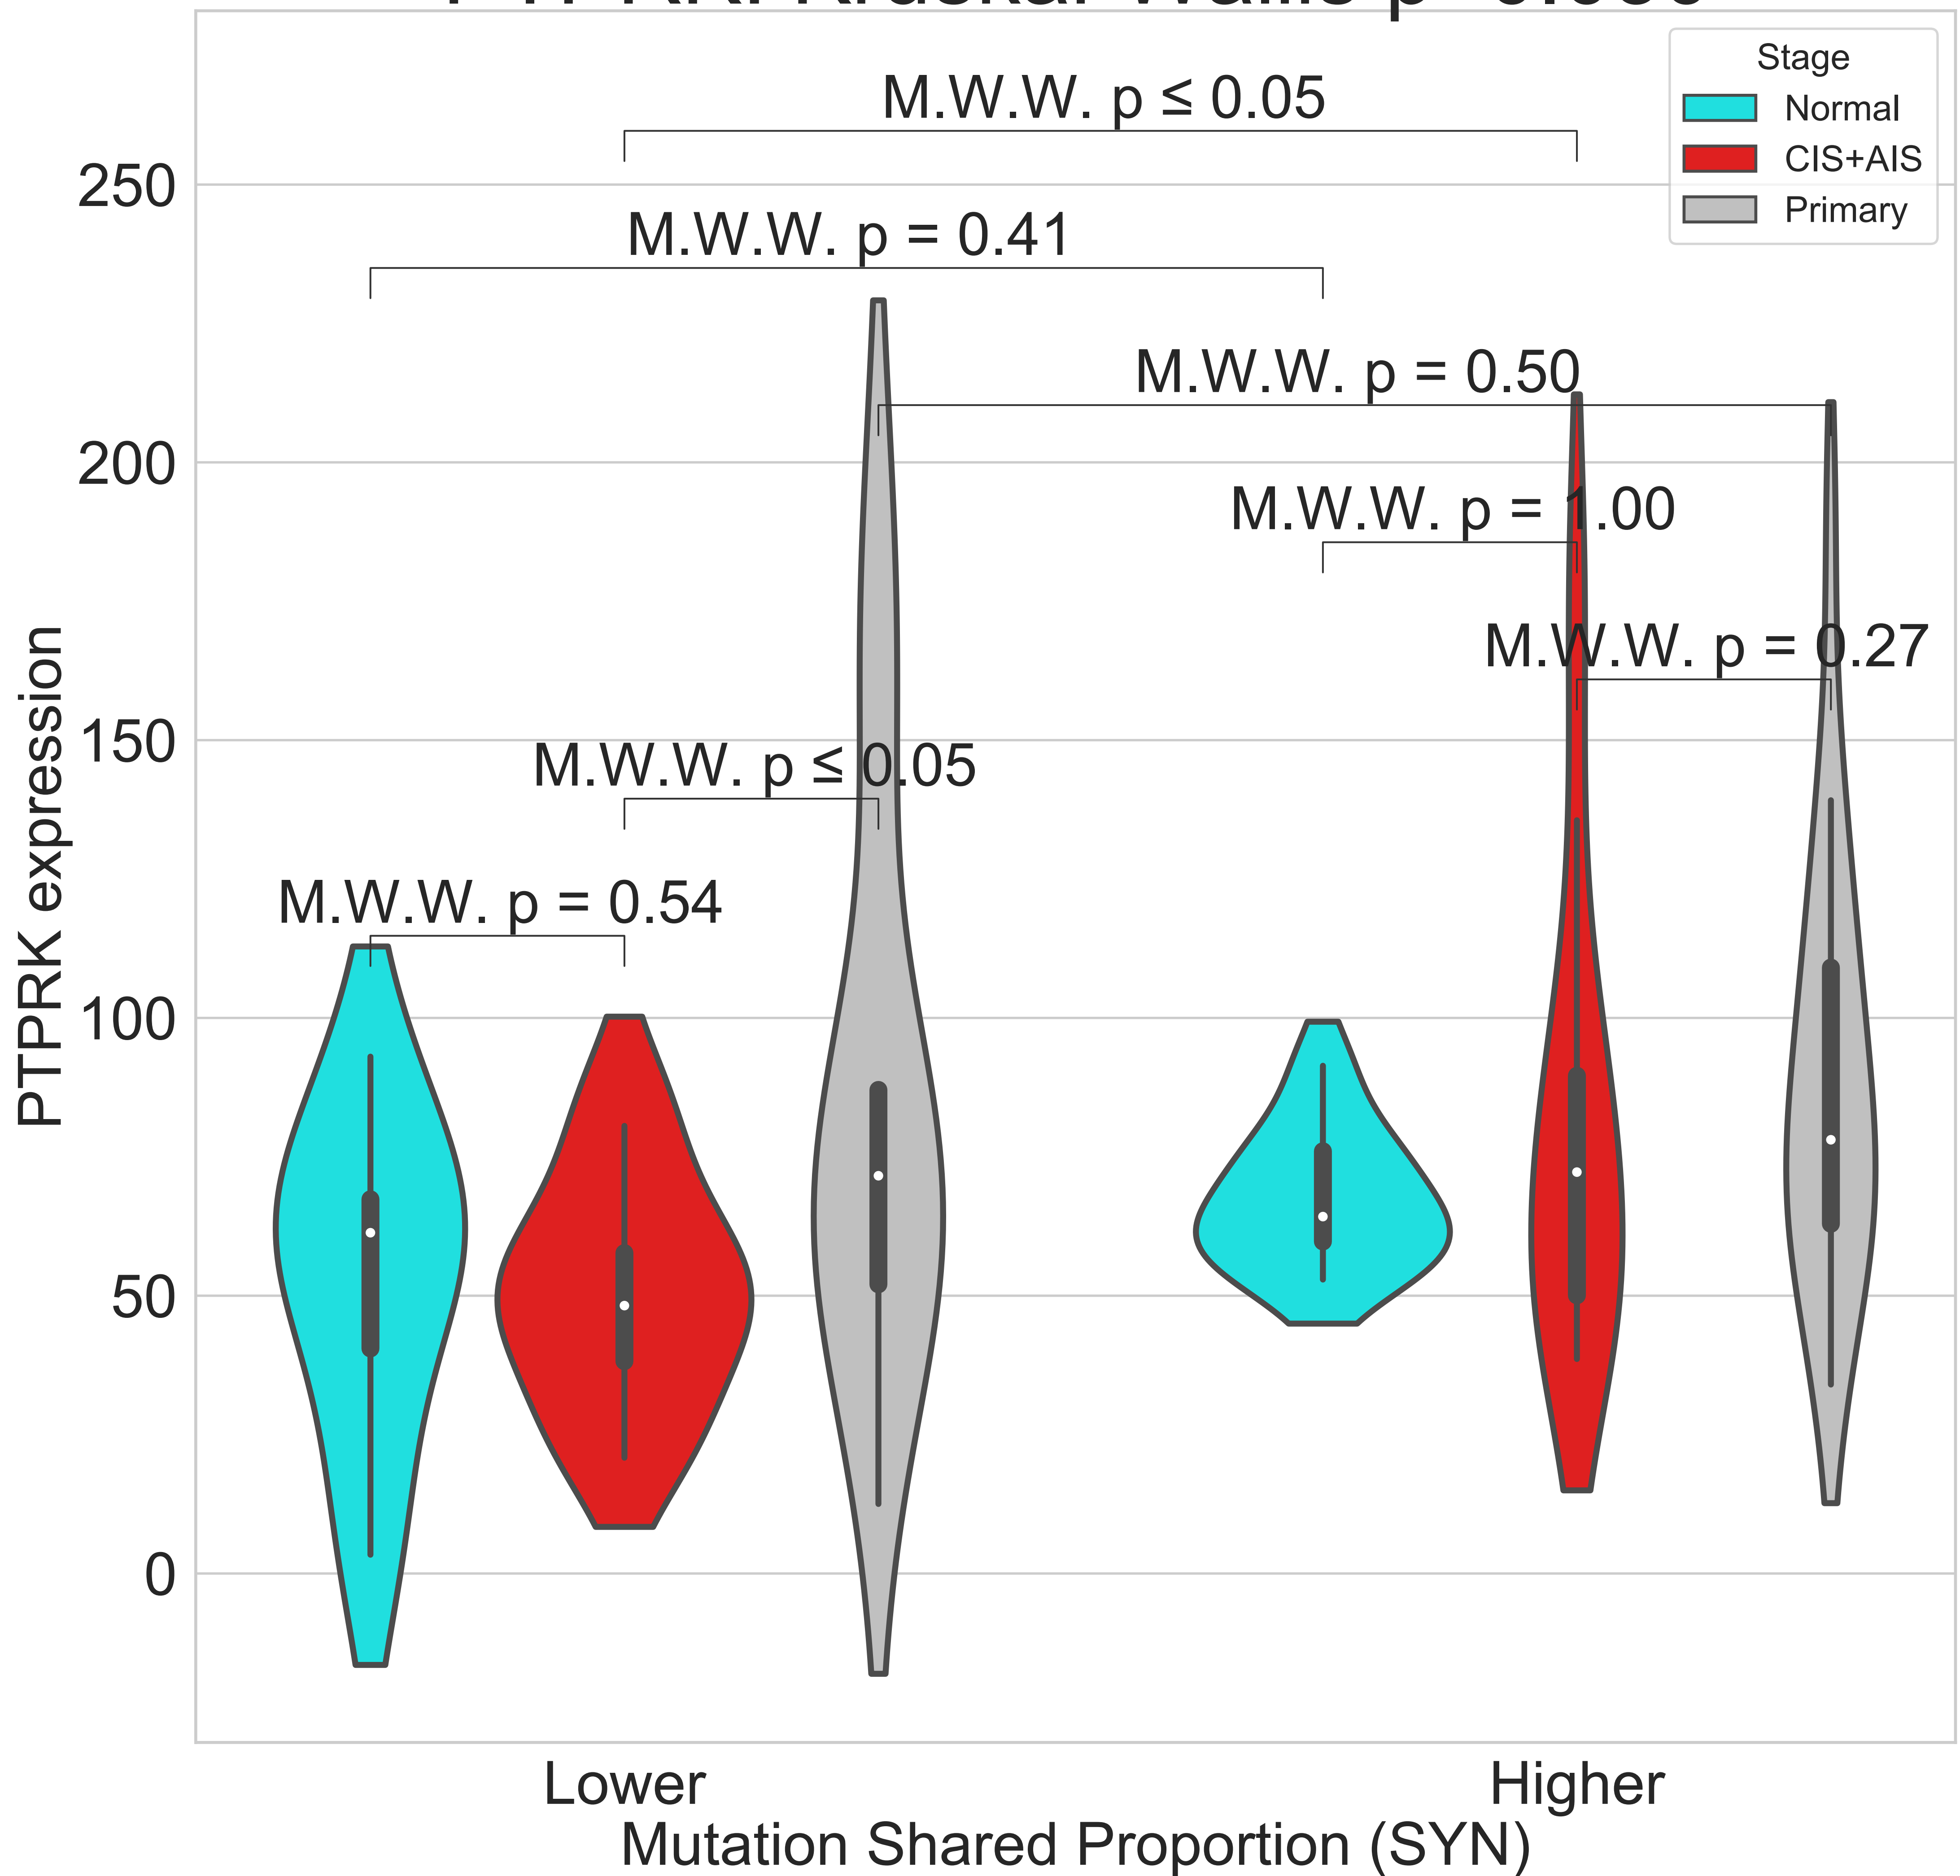 Stage
Normal
CIS+AIS
Primary
M.W.W. p ≤ 0.05
M.W.W. p = 0.41
M.W.W. p = 0.50
M.W.W. p = 1.00
M.W.W. p = 0.27
M.W.W. p ≤ 0.05
M.W.W. p = 0.54
250
200
150
100
50
0
PTPRK expression
Lower
Higher
Mutation Shared Proportion (SYN)